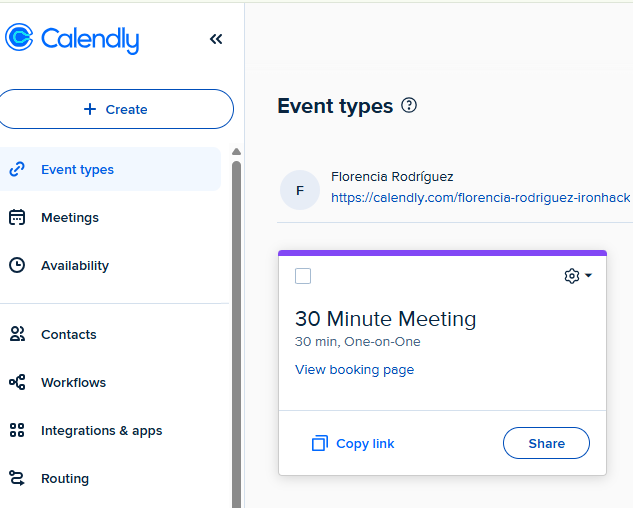 Calendly
Create
Event types
Meetings
Availability
Contacts
Workflows
Integrations & apps
Routing
Event types
F
Florencia Rodríguez
https://calendly.com/florencia-rodriguez-ironhack
30 Minute Meeting
30 min, One-on-One
View booking page
Copy link
Share